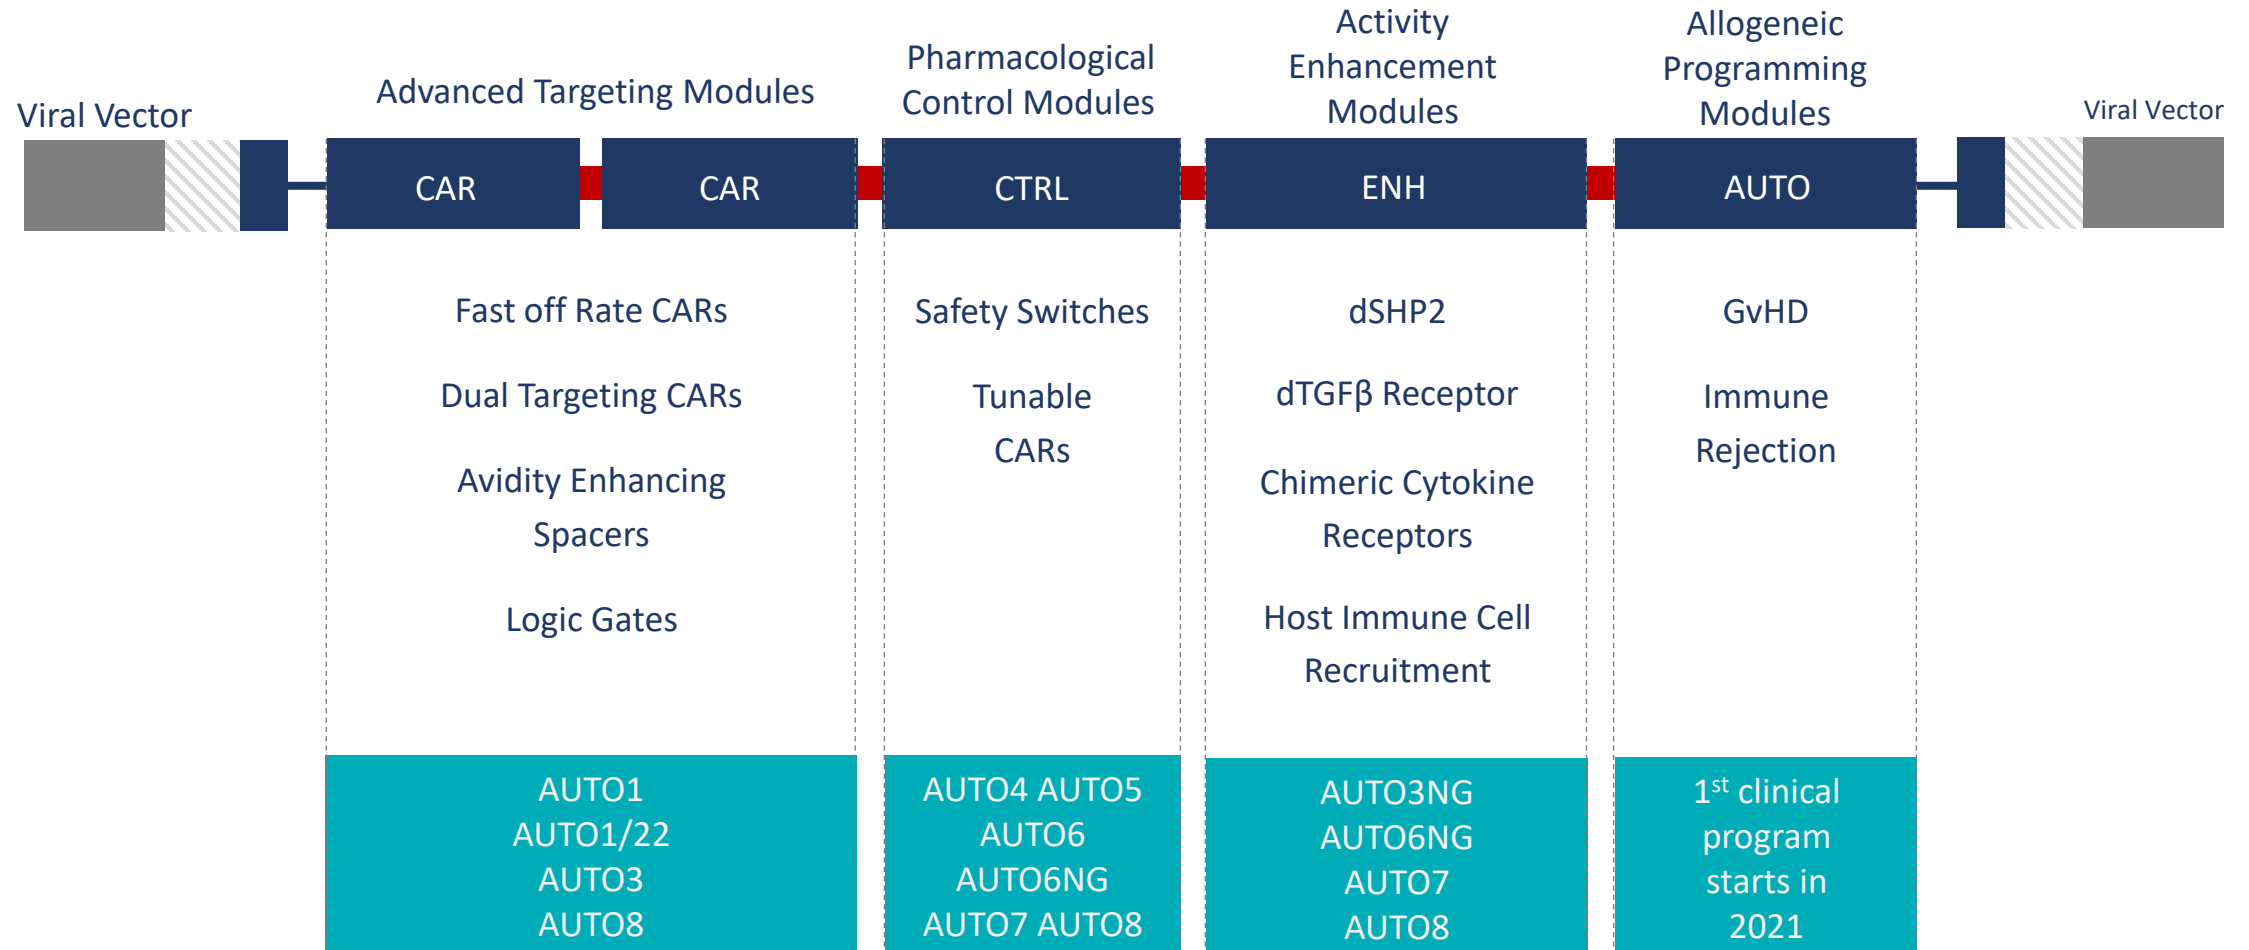 Viral Vector
Advanced Targeting Modules
Pharmacological
Control Modules
Activity
Enhancement
Modules
Allogeneic
Programming
Modules
Viral Vector
CAR
CAR
CTRL
ENH
AUTO
Fast off Rate CARs
Dual Targeting CARs
Avidity Enhancing
Spacers
Logic Gates
Safety Switches
Tunable
CARs
dSHP2
dTGFβ Receptor
Chimeric Cytokine
Receptors
Host Immune Cell
Recruitment
GvHD
Immune
Rejection
AUTO1
AUTO1/22
AUTO3
AUTO8
AUTO4 AUTO5
AUTO6
AUTO6NG
AUTO7 AUTO8
AUTO3NG
AUTO6NG
AUTO7
AUTO8
1st clinical
program
starts in
2021